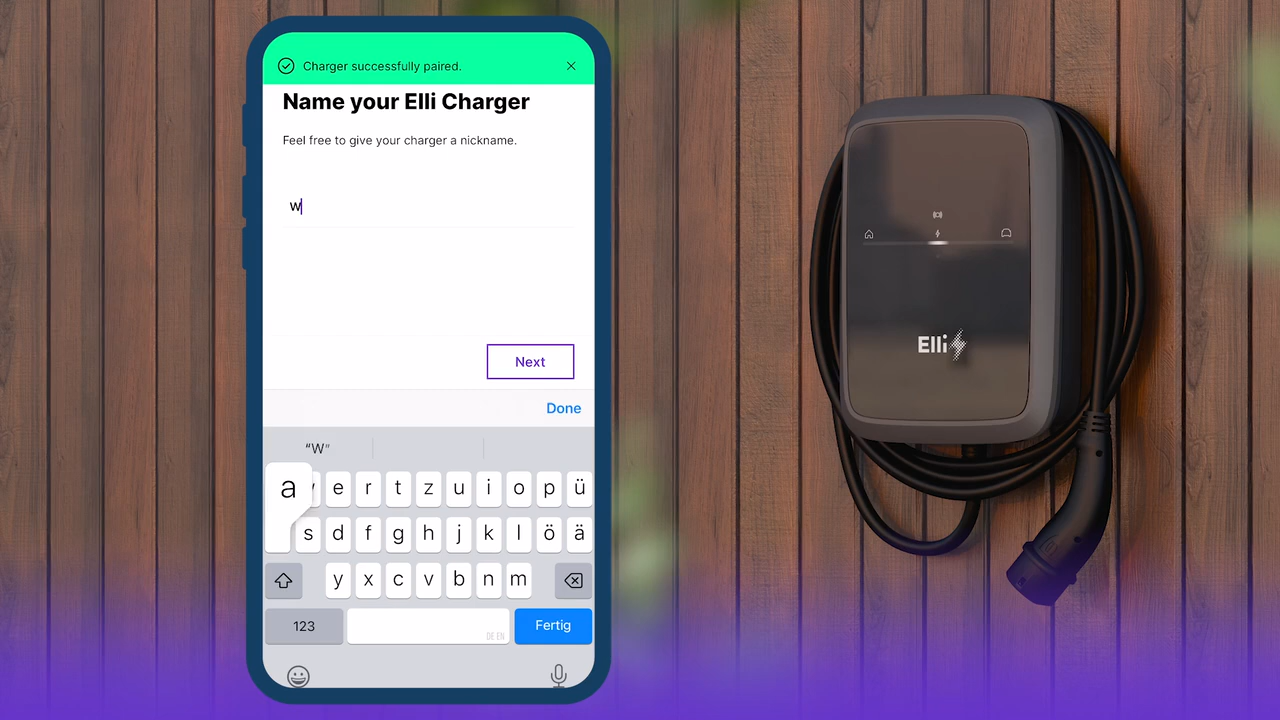 Charger successfully paired.
Name your Elli Charger
Feel free to give your charger a nickname.
w
Next
Done
“W”
a e r t z u i o p ü
s d f g h j k l ö ä
y x c v b n m
123 DE EN Fertig
Elli